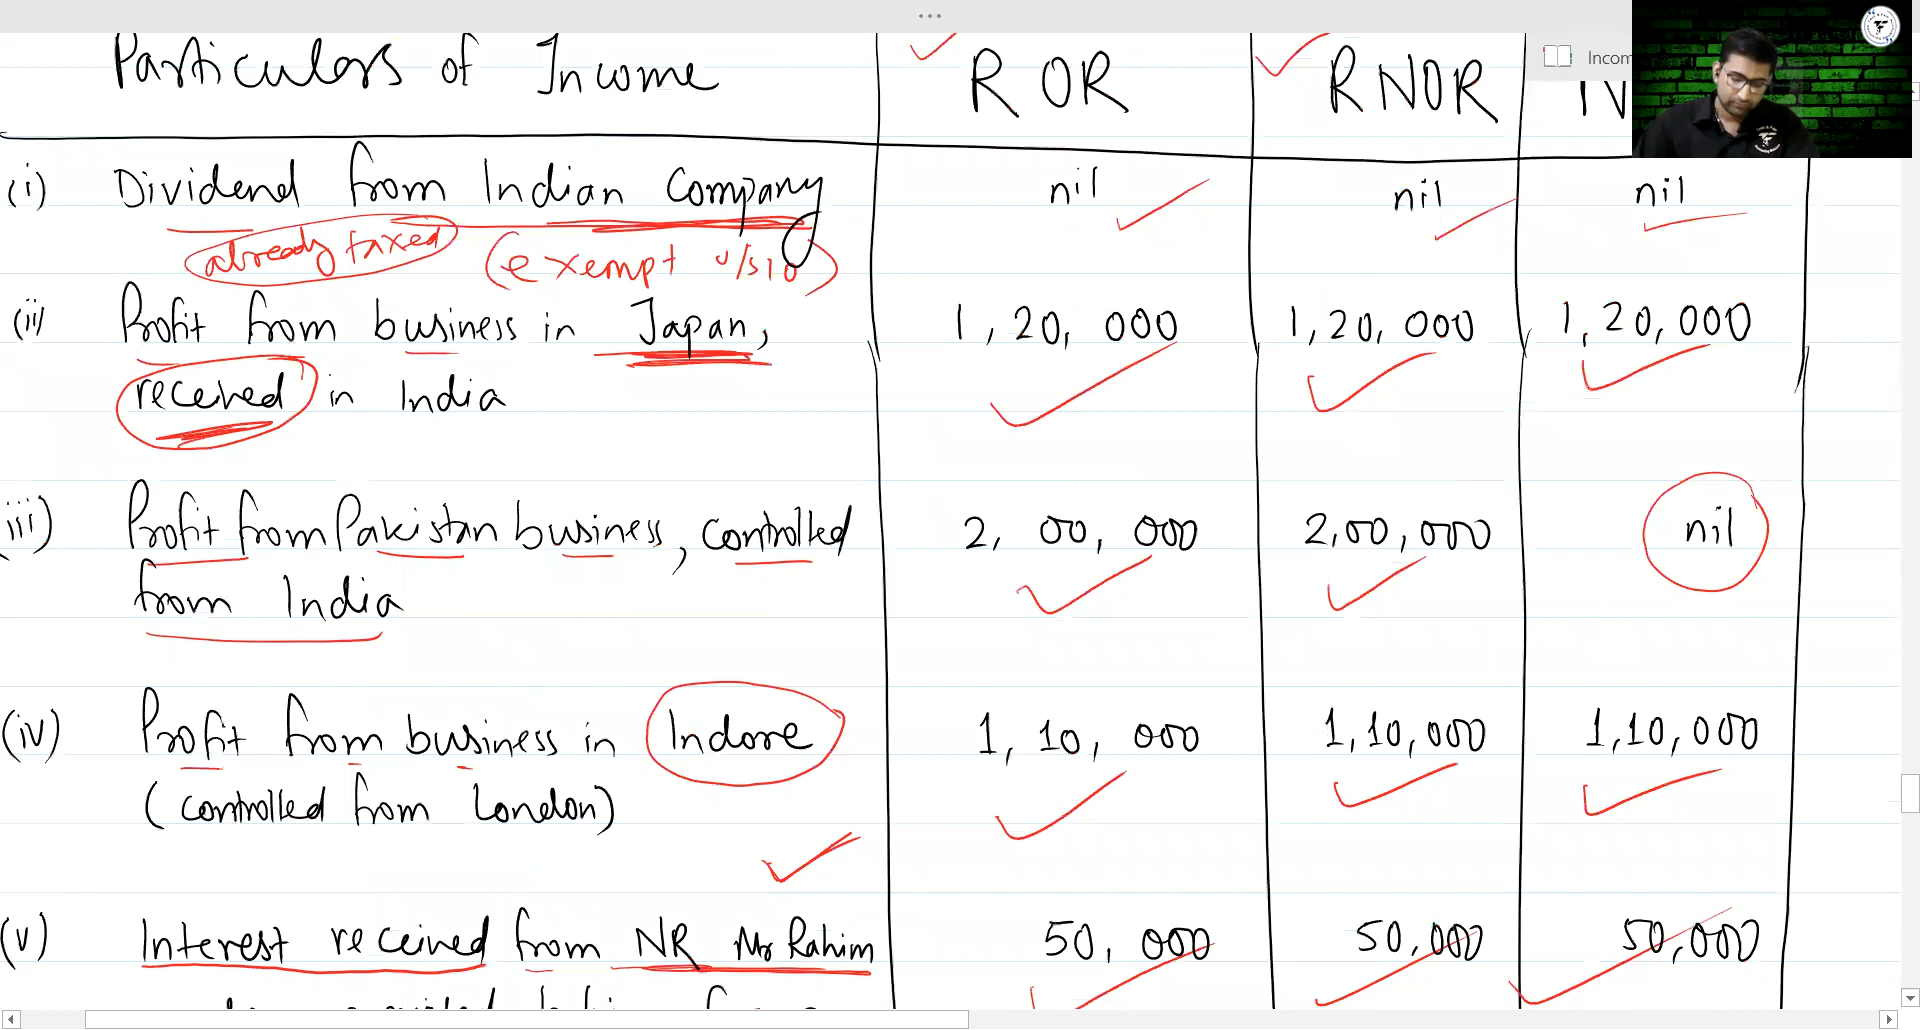 Incom
Particulars of Income ROR RNOR N
(i) Dividend from Indian Company nil nil nil
already taxed (exempt u/s10)
(ii) Profit from business in Japan, 1,20,000 1,20,000 1,20,000
received in India
(iii) Profit from Pakistan business, controlled 2,00,000 2,00,000 nil
from India
(iv) Profit from business in Indore 1,10,000 1,10,000 1,10,000
(controlled from London)
(v) Interest received from NR Mr Rahim 50,000 50,000 50,000